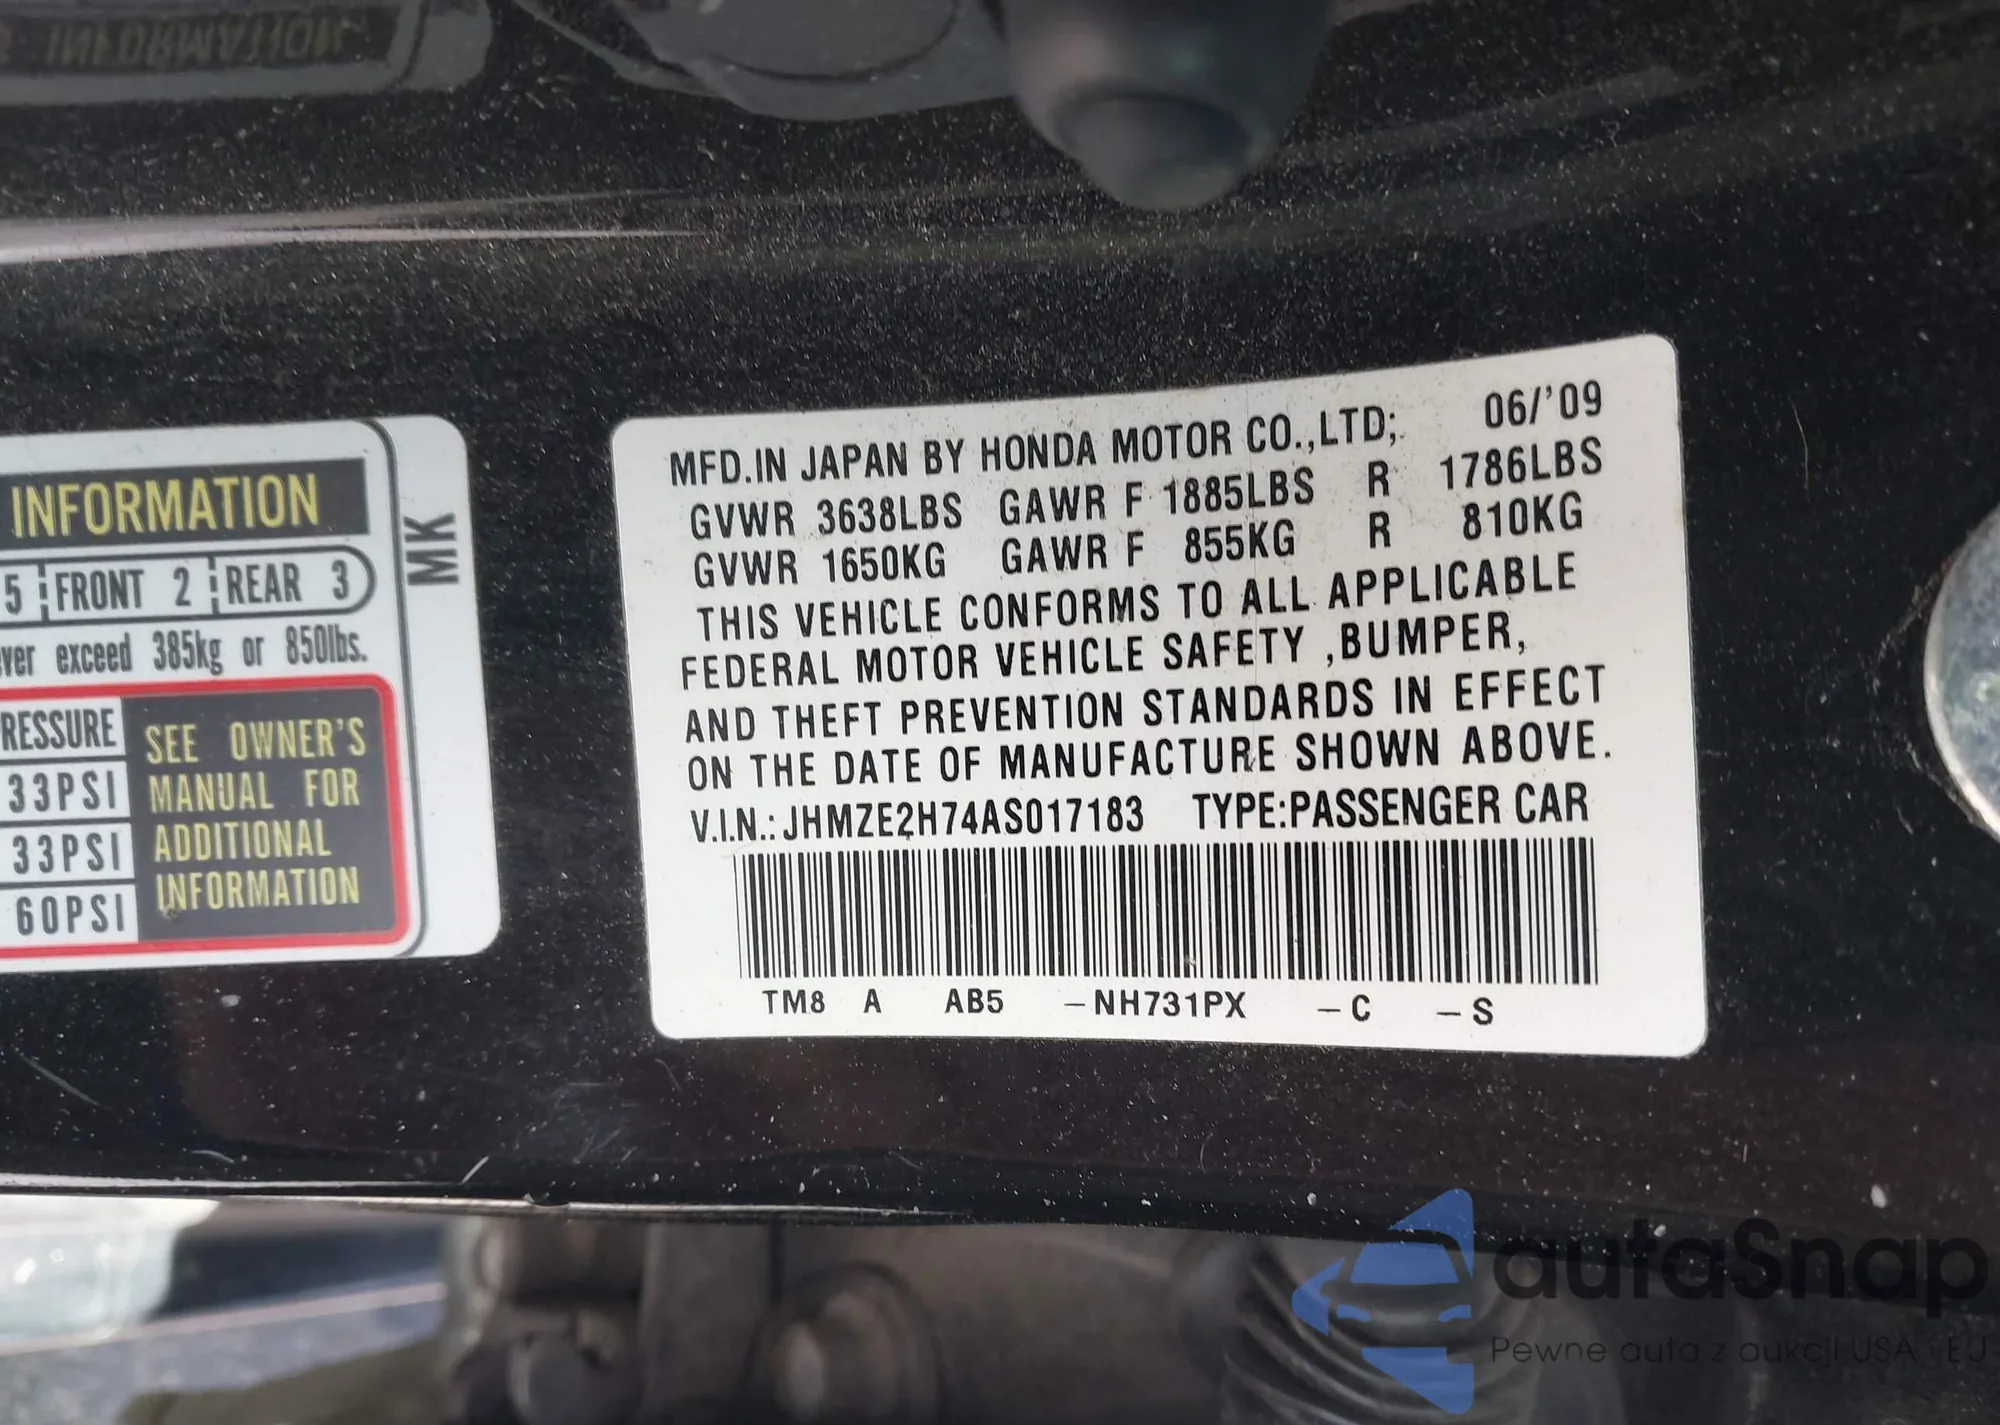 INFORMATION
INFORMATION
5 FRONT 2 REAR 3
ver exceed 385kg or 850lbs.
RESSURE
33PSI
33PSI
60PSI
SEE OWNER'S
MANUAL FOR
ADDITIONAL
INFORMATION
MK
MFD.IN JAPAN BY HONDA MOTOR CO.,LTD; 06/'09
GVWR 3638LBS GAWR F 1885LBS R 1786LBS
GVWR 1650KG GAWR F 855KG R 810KG
THIS VEHICLE CONFORMS TO ALL APPLICABLE
FEDERAL MOTOR VEHICLE SAFETY ,BUMPER,
AND THEFT PREVENTION STANDARDS IN EFFECT
ON THE DATE OF MANUFACTURE SHOWN ABOVE.
V.I.N.: JHMZE2H74AS017183 TYPE:PASSENGER CAR
TM8 A AB5 -NH731PX -C -S
autaSnap
Pewne auta z aukcji USA i EU